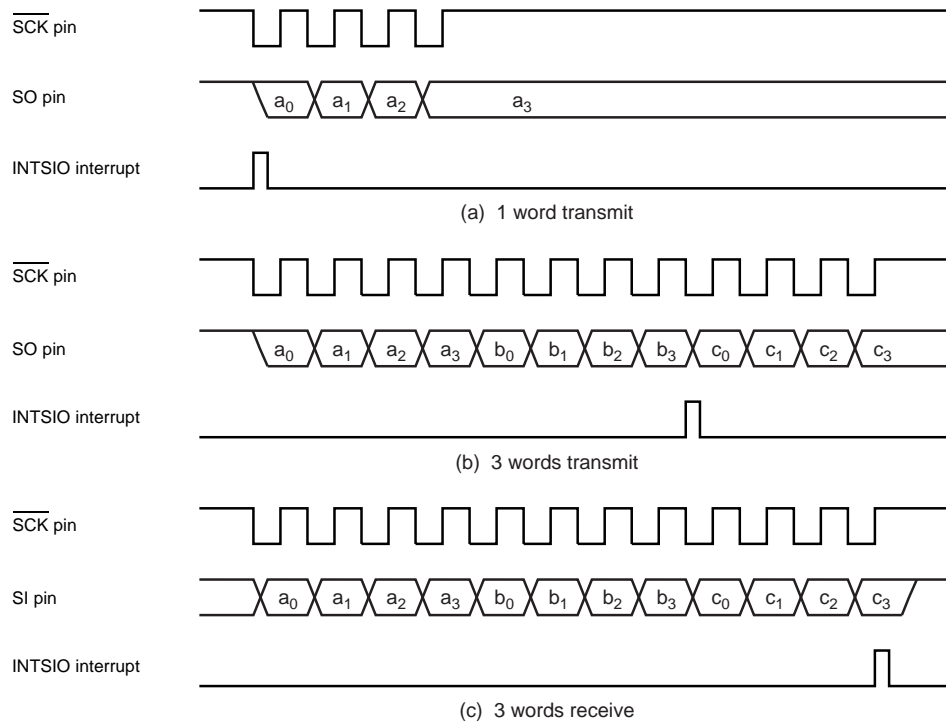 SCK pin
SO pin a0 a1 a2 a3
INTSIO interrupt
(a) 1 word transmit
SCK pin
SO pin a0 a1 a2 a3 b0 b1 b2 b3 c0 c1 c2 c3
INTSIO interrupt
(b) 3 words transmit
SCK pin
SI pin a0 a1 a2 a3 b0 b1 b2 b3 c0 c1 c2 c3
INTSIO interrupt
(c) 3 words receive